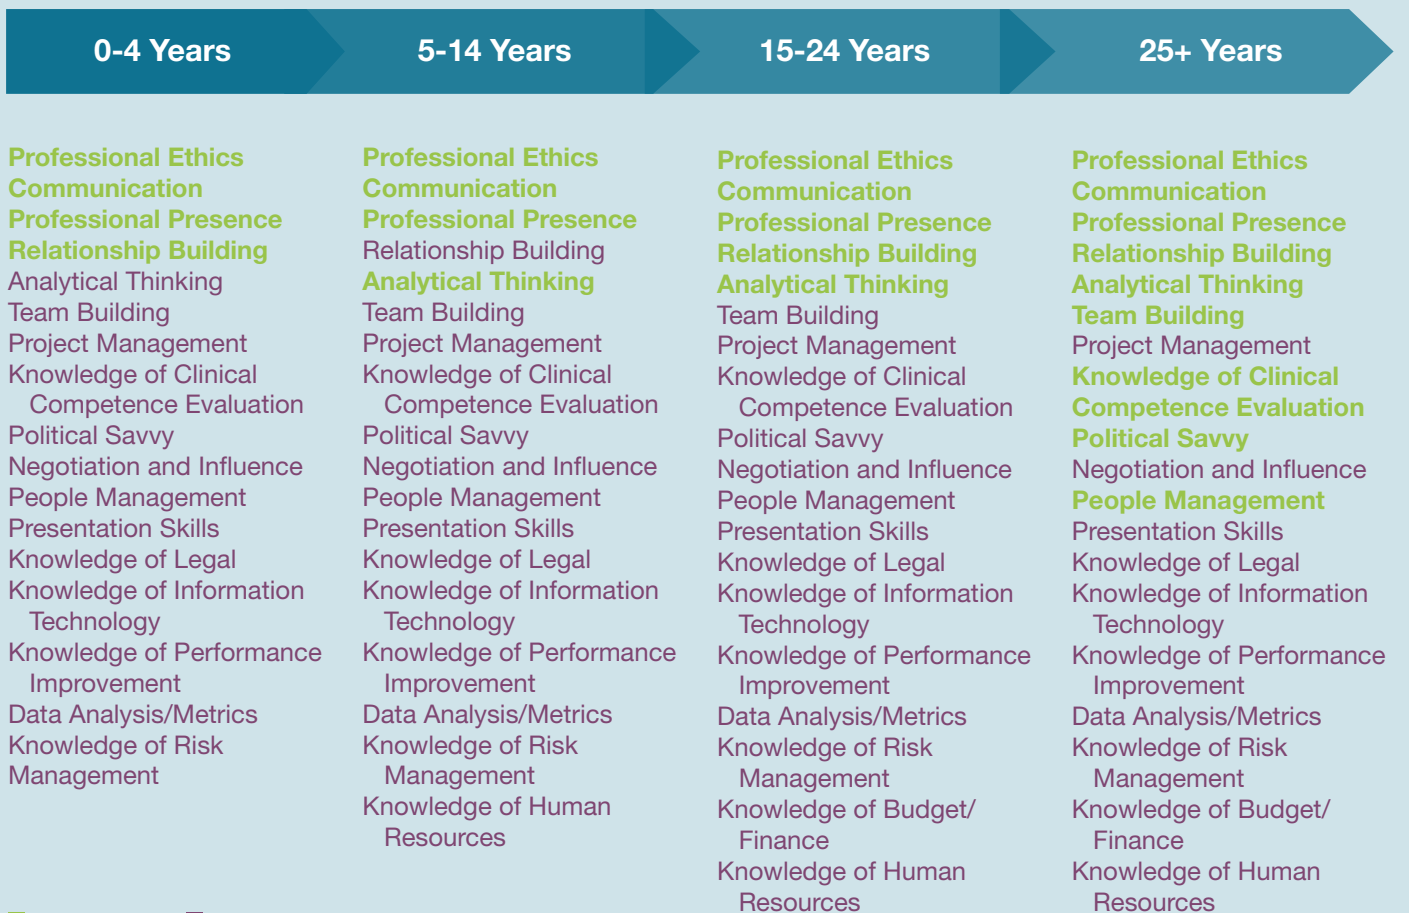 0-4 Years
5-14 Years
15-24 Years
25+ Years
Professional Ethics
Communication
Professional Presence
Relationship Building
Analytical Thinking
Team Building
Project Management
Knowledge of Clinical
Competence Evaluation
Political Savvy
Negotiation and Influence
People Management
Presentation Skills
Knowledge of Legal
Knowledge of Information
Technology
Knowledge of Performance
Improvement
Data Analysis/Metrics
Knowledge of Risk
Management
Professional Ethics
Communication
Professional Presence
Relationship Building
Analytical Thinking
Team Building
Project Management
Knowledge of Clinical
Competence Evaluation
Political Savvy
Negotiation and Influence
People Management
Presentation Skills
Knowledge of Legal
Knowledge of Information
Technology
Knowledge of Performance
Improvement
Data Analysis/Metrics
Knowledge of Risk
Management
Knowledge of Human
Resources
Professional Ethics
Communication
Professional Presence
Relationship Building
Analytical Thinking
Team Building
Project Management
Knowledge of Clinical
Competence Evaluation
Political Savvy
Negotiation and Influence
People Management
Presentation Skills
Knowledge of Legal
Knowledge of Information
Technology
Knowledge of Performance
Improvement
Data Analysis/Metrics
Knowledge of Risk
Management
Knowledge of Budget/
Finance
Knowledge of Human
Resources
Professional Ethics
Communication
Professional Presence
Relationship Building
Analytical Thinking
Team Building
Project Management
Knowledge of Clinical
Competence Evaluation
Political Savvy
Negotiation and Influence
People Management
Presentation Skills
Knowledge of Legal
Knowledge of Information
Technology
Knowledge of Performance
Improvement
Data Analysis/Metrics
Knowledge of Risk
Management
Knowledge of Budget/
Finance
Knowledge of Human
Resources